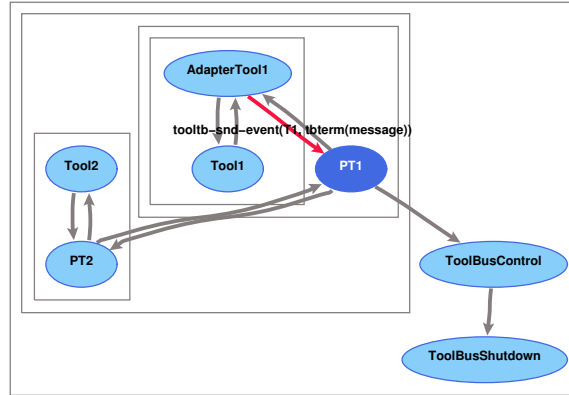 AdapterTool1
tooltb-snd-event(T1, tbterm(message))
Tool2
Tool1
PT1
PT2
ToolBusControl
ToolBusShutdown